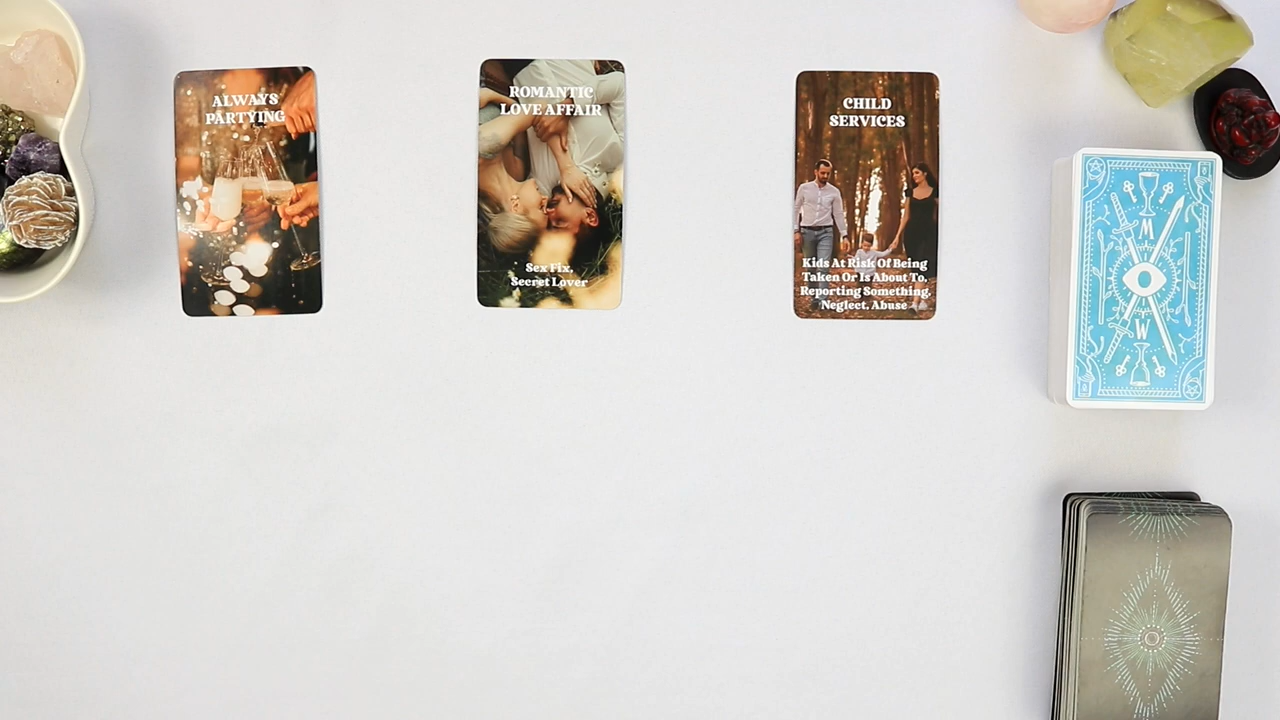 ALWAYS
PARTYING
ROMANTIC
LOVE AFFAIR
Sex Fix,
Secret Lover
CHILD
SERVICES
Kids At Risk Of Being
Taken Or Is About To,
Reporting Something,
Neglect, Abuse
M
W